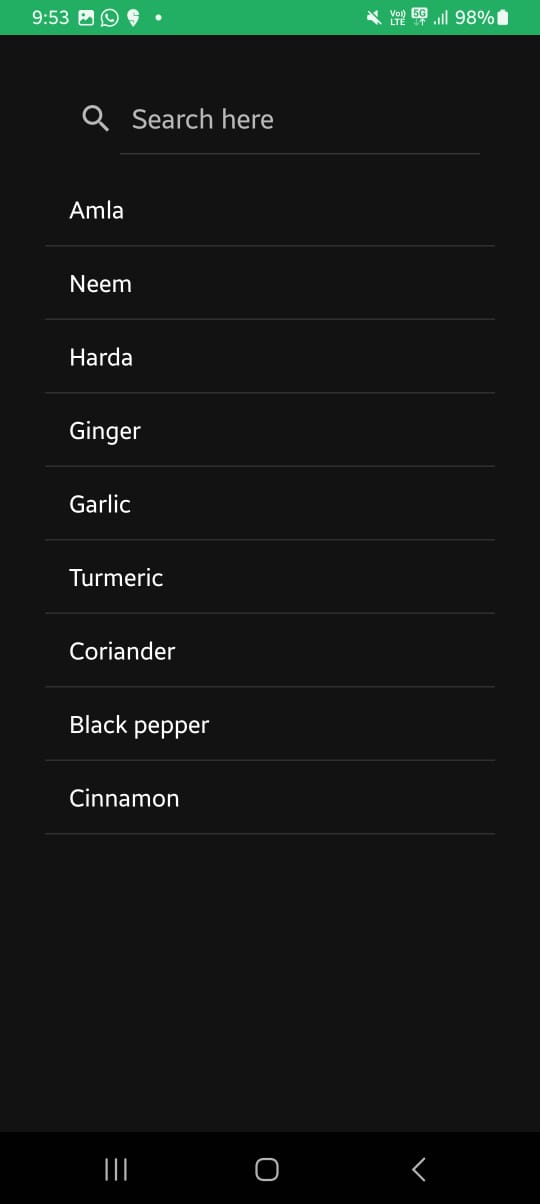 9:53 Vo)) LTE 5G 98%
Search here
Amla
Neem
Harda
Ginger
Garlic
Turmeric
Coriander
Black pepper
Cinnamon